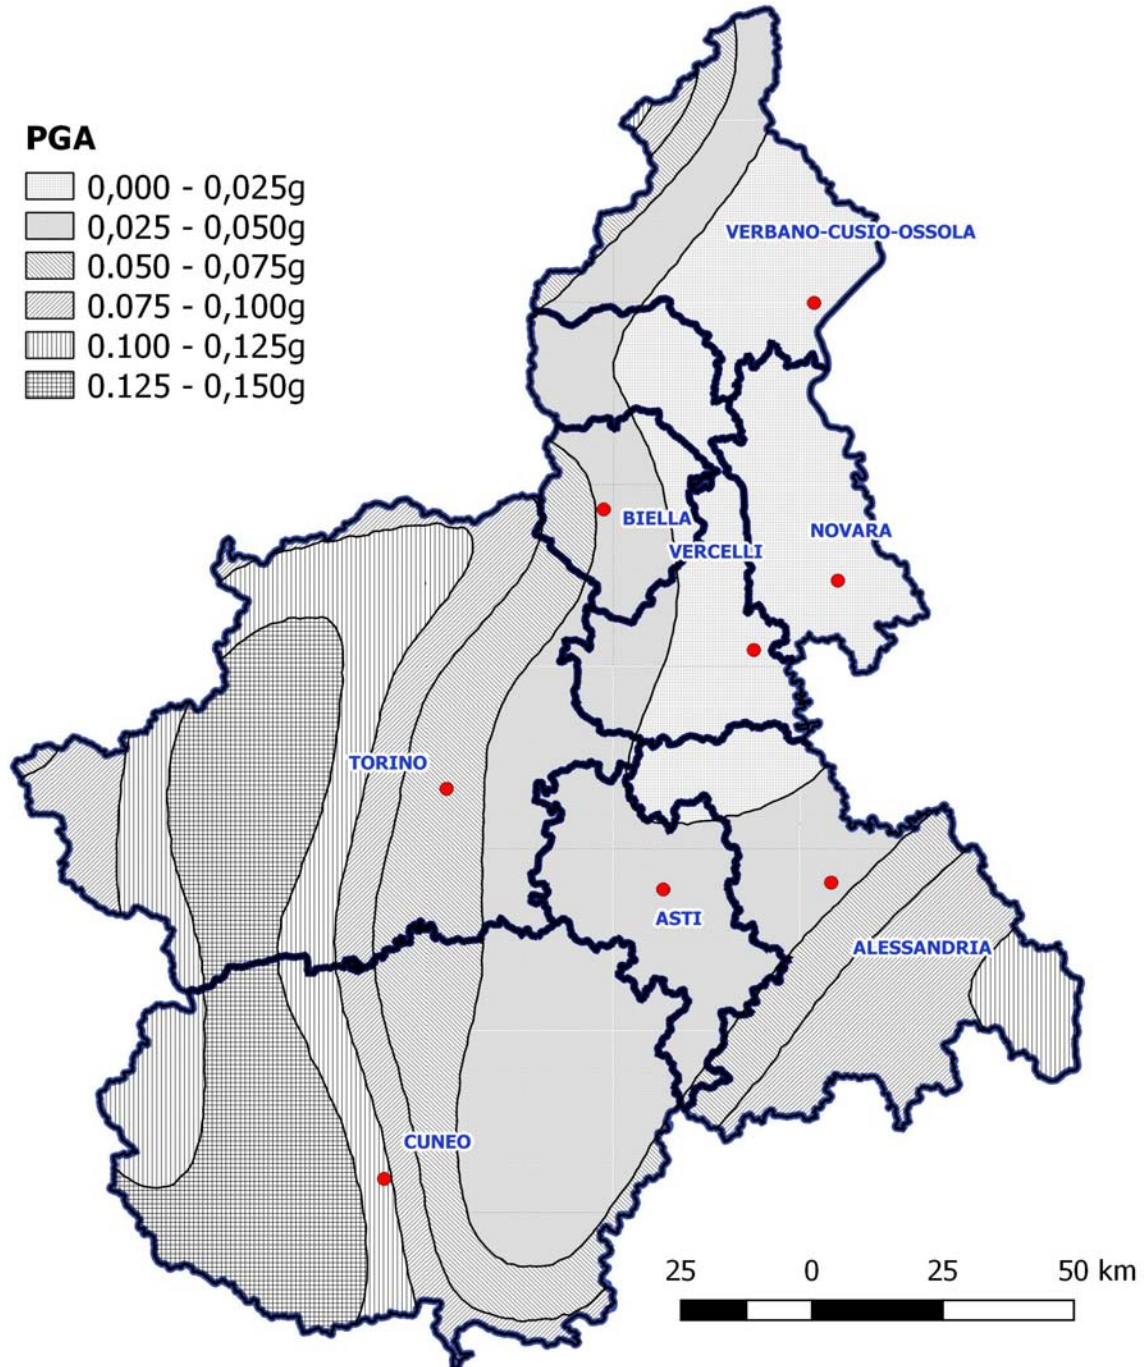 PGA
0,000 - 0,025g
0,025 - 0,050g
0.050 - 0,075g
0.075 - 0,100g
0.100 - 0,125g
0.125 - 0,150g
VERBANO-CUSIO-OSSOLA
BIELLA
NOVARA
VERCELLI
TORINO
ASTI
ALESSANDRIA
CUNEO
25 0 25 50 km